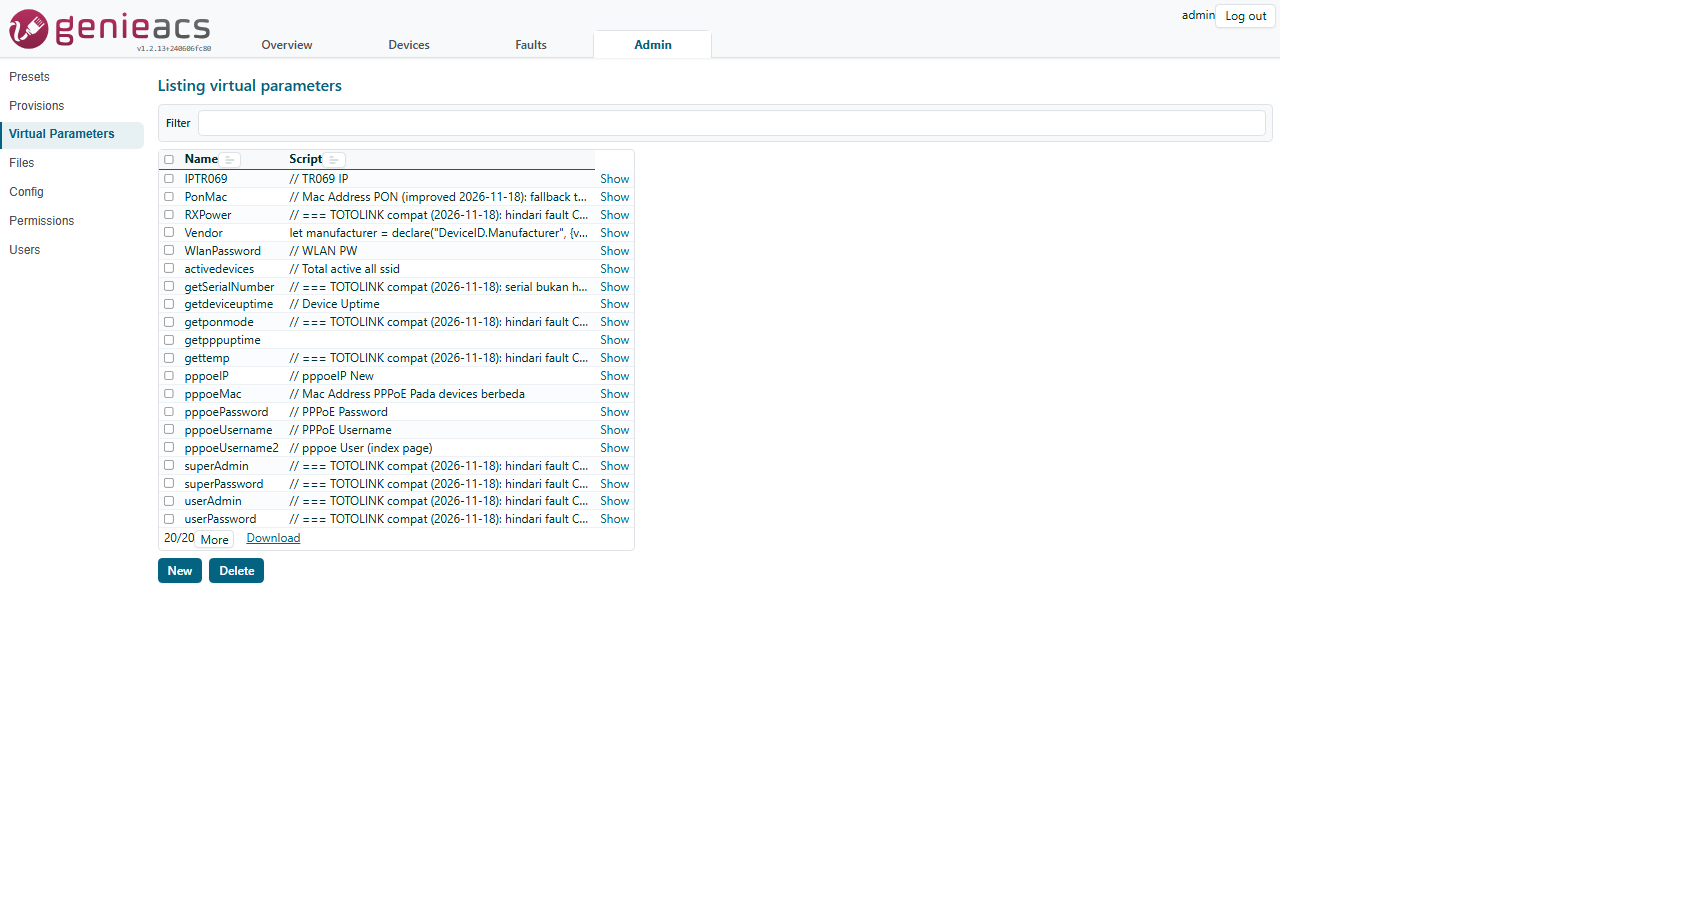 genieacs
v1.2.13+240606fc80
Overview
Devices
Faults
Admin
admin
Log out
Presets
Provisions
Virtual Parameters
Files
Config
Permissions
Users
Listing virtual parameters
Filter
Name Script
IPTR069 // TR069 IP Show
PonMac // Mac Address PON (improved 2026-11-18): fallback t... Show
RXPower // === TOTOLINK compat (2026-11-18): hindari fault C... Show
Vendor let manufacturer = declare("DeviceID.Manufacturer", {v... Show
WlanPassword // WLAN PW Show
activedevices // Total active all ssid Show
getSerialNumber // === TOTOLINK compat (2026-11-18): serial bukan h... Show
getdeviceuptime // Device Uptime Show
getponmode // === TOTOLINK compat (2026-11-18): hindari fault C... Show
getpppuptime Show
gettemp // === TOTOLINK compat (2026-11-18): hindari fault C... Show
pppoeIP // pppoeIP New Show
pppoeMac // Mac Address PPPoE Pada devices berbeda Show
pppoePassword // PPPoE Password Show
pppoeUsername // PPPoE Username Show
pppoeUsername2 // pppoe User (index page) Show
superAdmin // === TOTOLINK compat (2026-11-18): hindari fault C... Show
superPassword // === TOTOLINK compat (2026-11-18): hindari fault C... Show
userAdmin // === TOTOLINK compat (2026-11-18): hindari fault C... Show
userPassword // === TOTOLINK compat (2026-11-18): hindari fault C... Show
20/20 More Download
New Delete